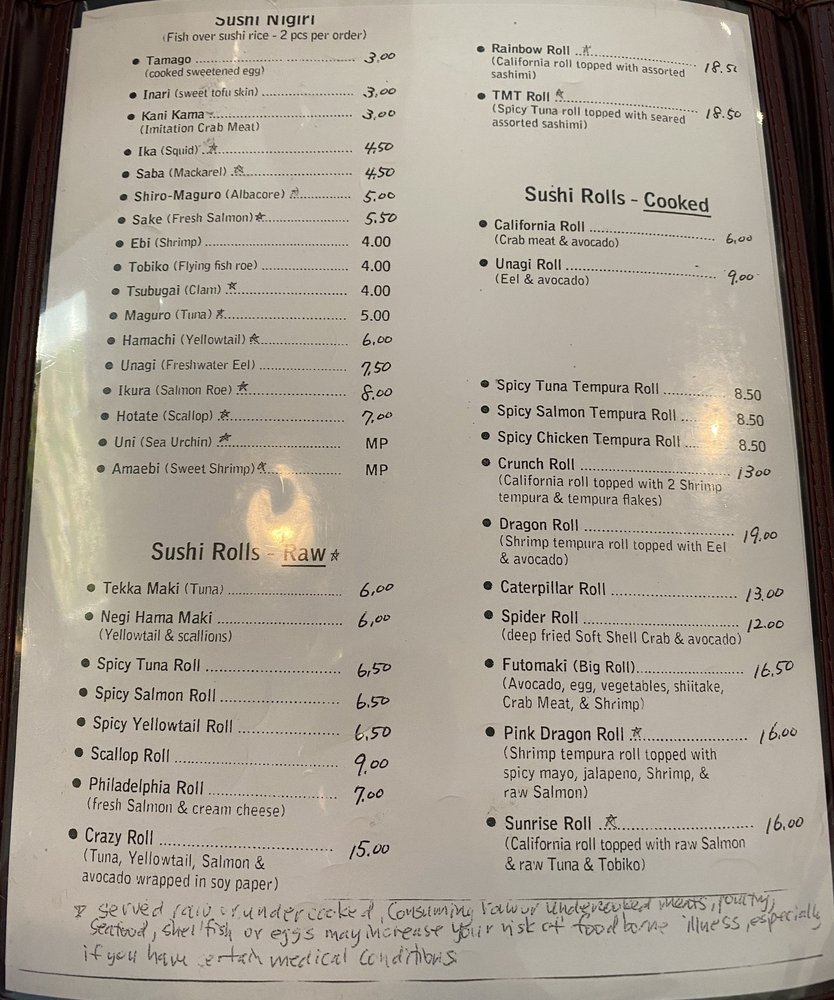 Sushi Nigiri
(Fish over sushi rice - 2 pcs per order)
• Tamago ........ 3.00
(cooked sweetened egg)
• Inari (sweet tofu skin) ........ 3.00
• Kani Kama ........ 3.00
(Imitation Crab Meat)
• Ika (Squid) ☆ ........ 4.50
• Saba (Mackarel) ☆ ........ 4.50
• Shiro-Maguro (Albacore) ☆ ........ 5.00
• Sake (Fresh Salmon) ☆ ........ 5.50
• Ebi (Shrimp) ........ 4.00
• Tobiko (Flying fish roe) ........ 4.00
• Tsubugai (Clam) ☆ ........ 4.00
• Maguro (Tuna) ☆ ........ 5.00
• Hamachi (Yellowtail) ☆ ........ 6.00
• Unagi (Freshwater Eel) ........ 7.50
• Ikura (Salmon Roe) ☆ ........ 8.00
• Hotate (Scallop) ☆ ........ 7.00
• Uni (Sea Urchin) ☆ ........ MP
• Amaebi (Sweet Shrimp) ☆ ........ MP
Sushi Rolls - Raw ☆
• Tekka Maki (Tuna) ........ 6.00
• Negi Hama Maki ........ 6.00
(Yellowtail & scallions)
• Spicy Tuna Roll ........ 6.50
• Spicy Salmon Roll ........ 6.50
• Spicy Yellowtail Roll ........ 6.50
• Scallop Roll ........ 9.00
• Philadelphia Roll ........ 7.00
(fresh Salmon & cream cheese)
• Crazy Roll ........ 15.00
(Tuna, Yellowtail, Salmon &
avocado wrapped in soy paper)
• Rainbow Roll ☆ ........ 18.50
(California roll topped with assorted
sashimi)
• TMT Roll ☆ ........ 18.50
(Spicy Tuna roll topped with seared
assorted sashimi)
Sushi Rolls - Cooked
• California Roll ........ 6.00
(Crab meat & avocado)
• Unagi Roll ........ 9.00
(Eel & avocado)
• Spicy Tuna Tempura Roll ........ 8.50
• Spicy Salmon Tempura Roll ........ 8.50
• Spicy Chicken Tempura Roll ........ 8.50
• Crunch Roll ........ 13.00
(California roll topped with 2 Shrimp
tempura & tempura flakes)
• Dragon Roll ........ 19.00
(Shrimp tempura roll topped with Eel
& avocado)
• Caterpillar Roll ........ 13.00
• Spider Roll ........ 12.00
(deep fried Soft Shell Crab & avocado)
• Futomaki (Big Roll) ........ 16.50
(Avocado, egg, vegetables, shiitake,
Crab Meat, & Shrimp)
• Pink Dragon Roll ☆ ........ 16.00
(Shrimp tempura roll topped with
spicy mayo, jalapeno, Shrimp, &
raw Salmon)
• Sunrise Roll ☆ ........ 16.00
(California roll topped with raw Salmon
& raw Tuna & Tobiko)
☆ served raw or undercooked, Consuming raw or undercooked meats, poultry,
seafood, shellfish or eggs may increase your risk of foodborne illness, especially
if you have certain medical conditions.